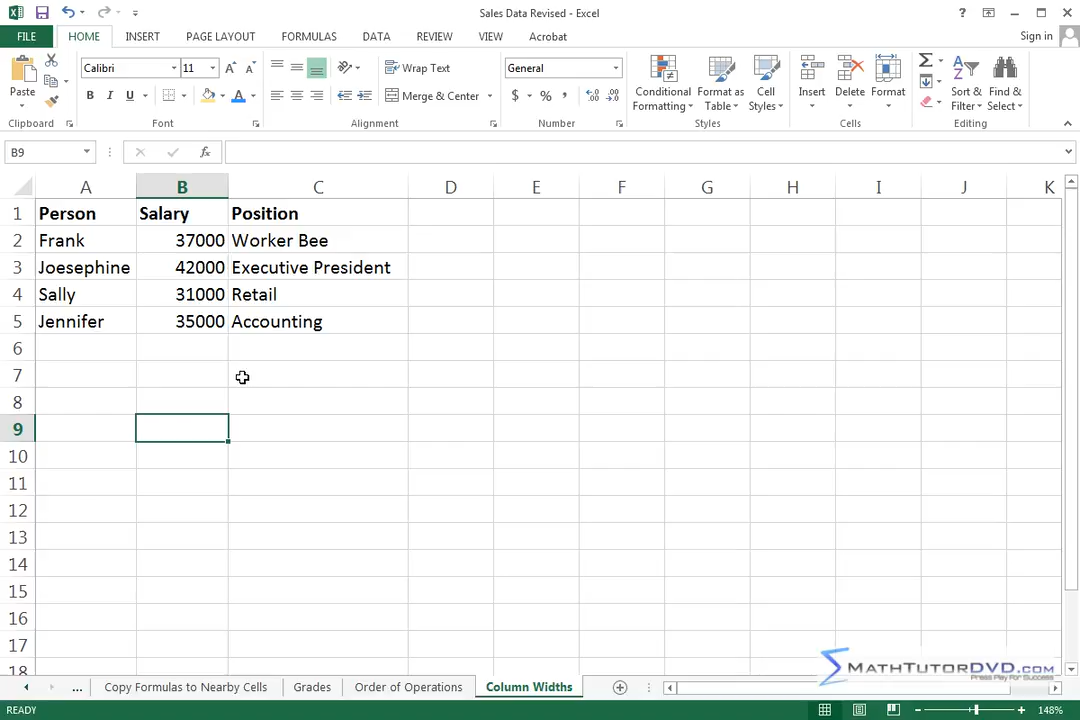 Sales Data Revised - Excel
?
FILE HOME INSERT PAGE LAYOUT FORMULAS DATA REVIEW VIEW Acrobat Sign in
Paste
Clipboard
Calibri 11
B I U
Font
Wrap Text
Merge & Center
Alignment
General
$ % ,
Number
Conditional Formatting
Format as Table
Cell Styles
Styles
Insert Delete Format
Cells
Sort & Filter
Find & Select
Editing
B9 fx
A B C D E F G H I J K
1 Person Salary Position
2 Frank 37000 Worker Bee
3 Joesephine 42000 Executive President
4 Sally 31000 Retail
5 Jennifer 35000 Accounting
6
7
8
9
10
11
12
13
14
15
16
17
18
MATHTUTORDVD.COM
Press Play For Success
... Copy Formulas to Nearby Cells Grades Order of Operations Column Widths
READY 148%